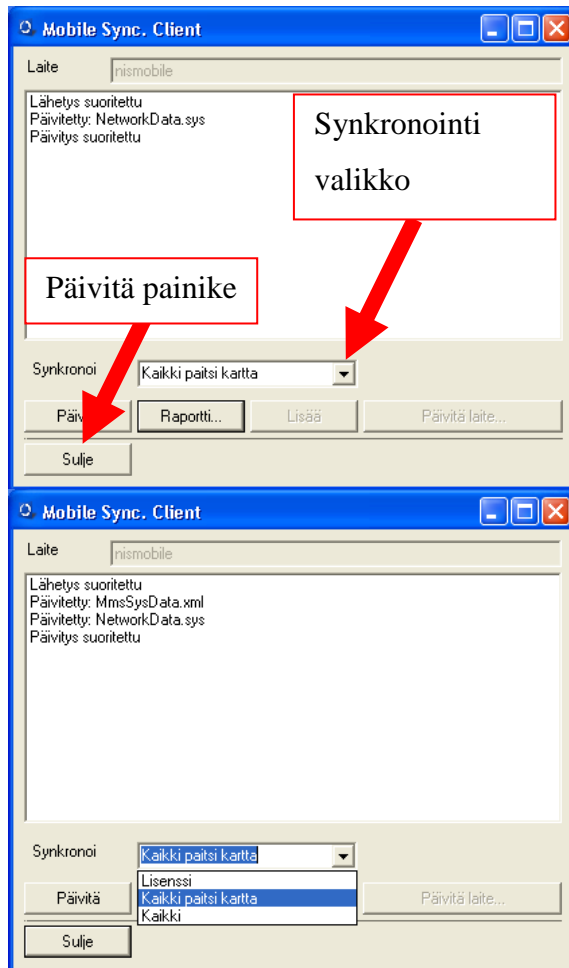 Mobile Sync. Client
Laite nismobile
Lähetys suoritettu
Päivitetty: NetworkData.sys
Päivitys suoritettu
Synkronointi
valikko
Päivitä painike
Synkronoi Kaikki paitsi kartta
Raportti... Lisää Päivitä laite...
Sulje
Mobile Sync. Client
Laite nismobile
Lähetys suoritettu
Päivitetty: MmsSysData.xml
Päivitetty: NetworkData.sys
Päivitys suoritettu
Synkronoi Kaikki paitsi kartta
Lisenssi
Päivitä Kaikki paitsi kartta Päivitä laite...
Kaikki
Sulje